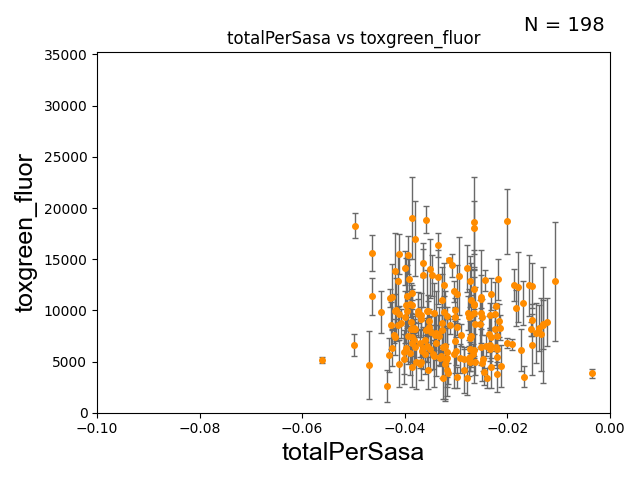 N = 198
totalPerSasa vs toxgreen_fluor
toxgreen_fluor
35000
30000
25000
20000
15000
10000
5000
0
−0.10 −0.08 −0.06 −0.04 −0.02 0.00
totalPerSasa